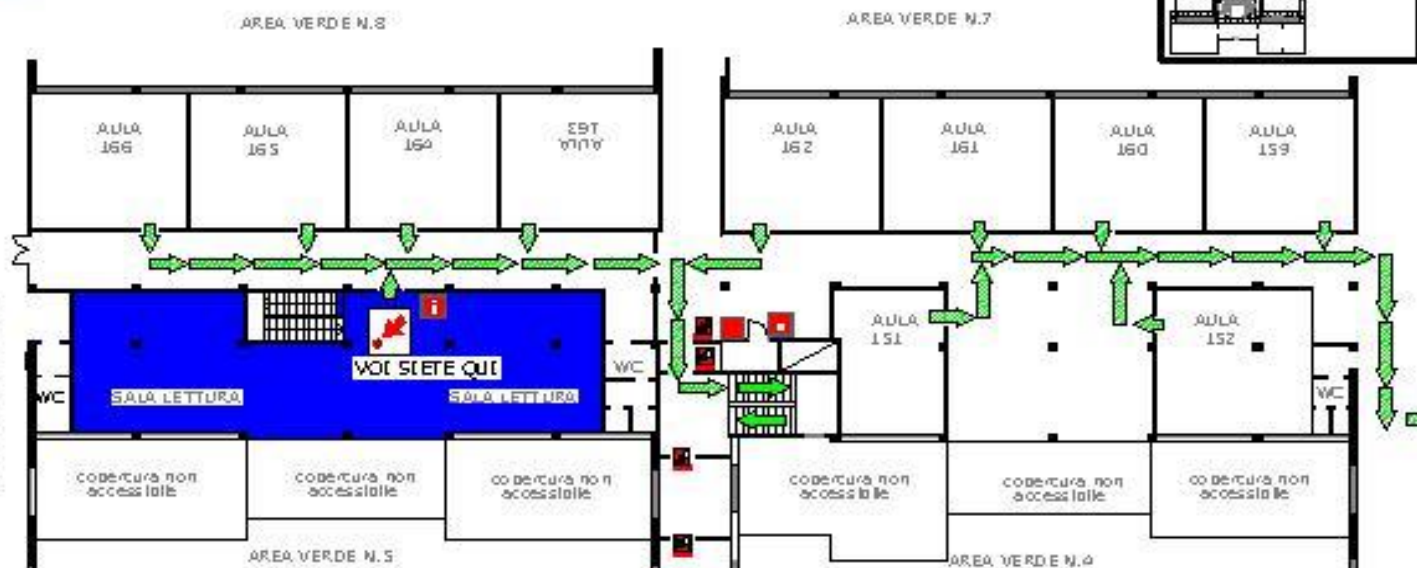 AREA VERDE N.8
AREA VERDE N.7
AULA
166
AULA
165
AULA
164
AULA
163
AULA
162
AULA
161
AULA
160
AULA
159
AULA
151
AULA
152
VOI SIETE QUI
WC
WC
WC
SALA LETTURA
SALA LETTURA
copertura non
accessibile
copertura non
accessibile
copertura non
accessibile
copertura non
accessibile
copertura non
accessibile
copertura non
accessibile
AREA VERDE N.5
AREA VERDE N.4